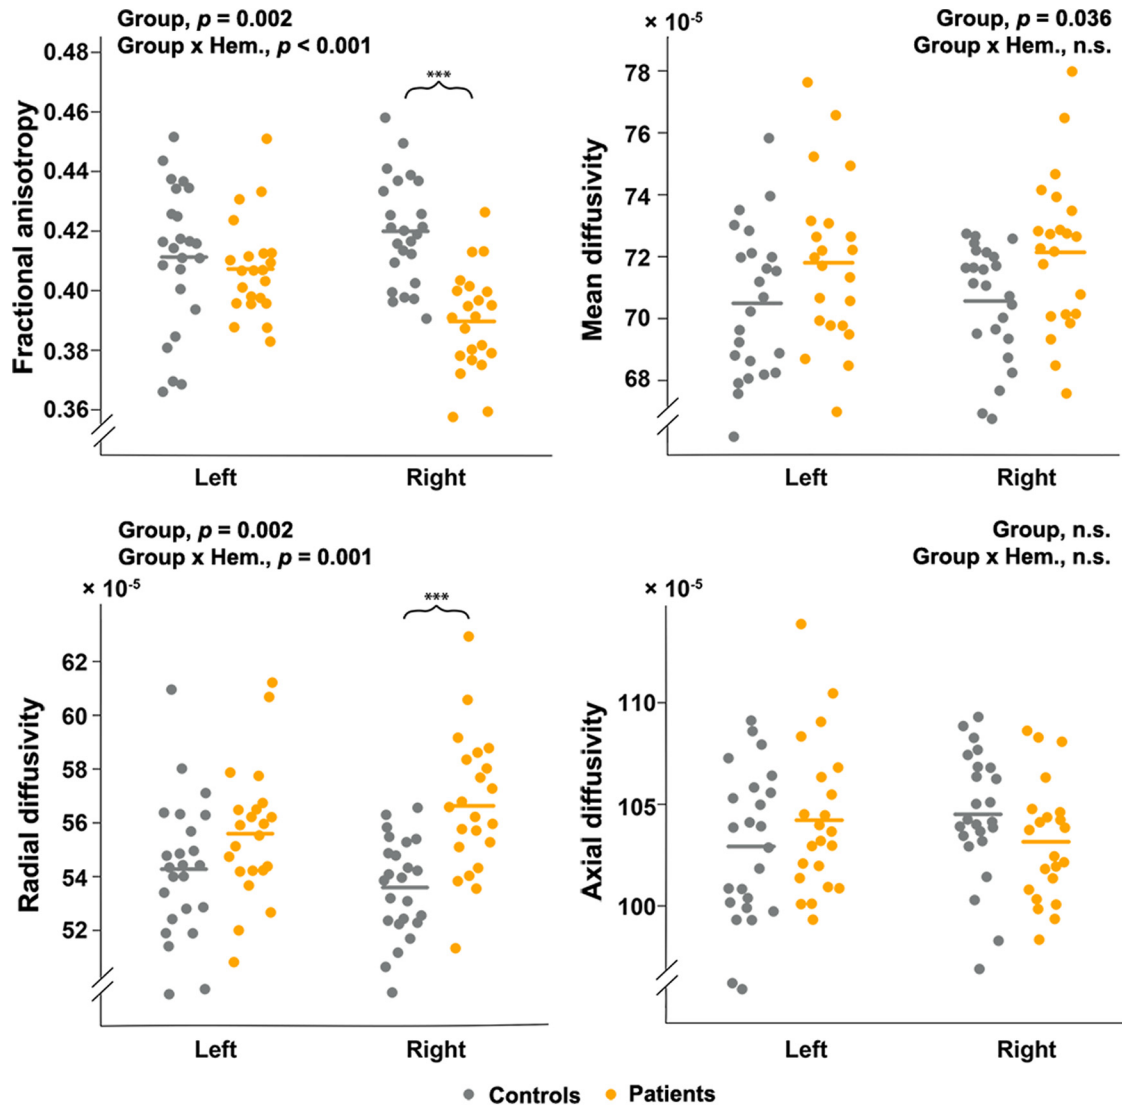 Group, p = 0.002
Group x Hem., p < 0.001
Fractional anisotropy
0.48
0.46
0.44
0.42
0.40
0.38
0.36
***
Left Right
× 10-5
Group, p = 0.036
Group x Hem., n.s.
Mean diffusivity
78
76
74
72
70
68
Left Right
Group, p = 0.002
Group x Hem., p = 0.001
× 10-5
Radial diffusivity
62
60
58
56
54
52
***
Left Right
Group, n.s.
Group x Hem., n.s.
× 10-5
Axial diffusivity
110
105
100
Left Right
Controls Patients